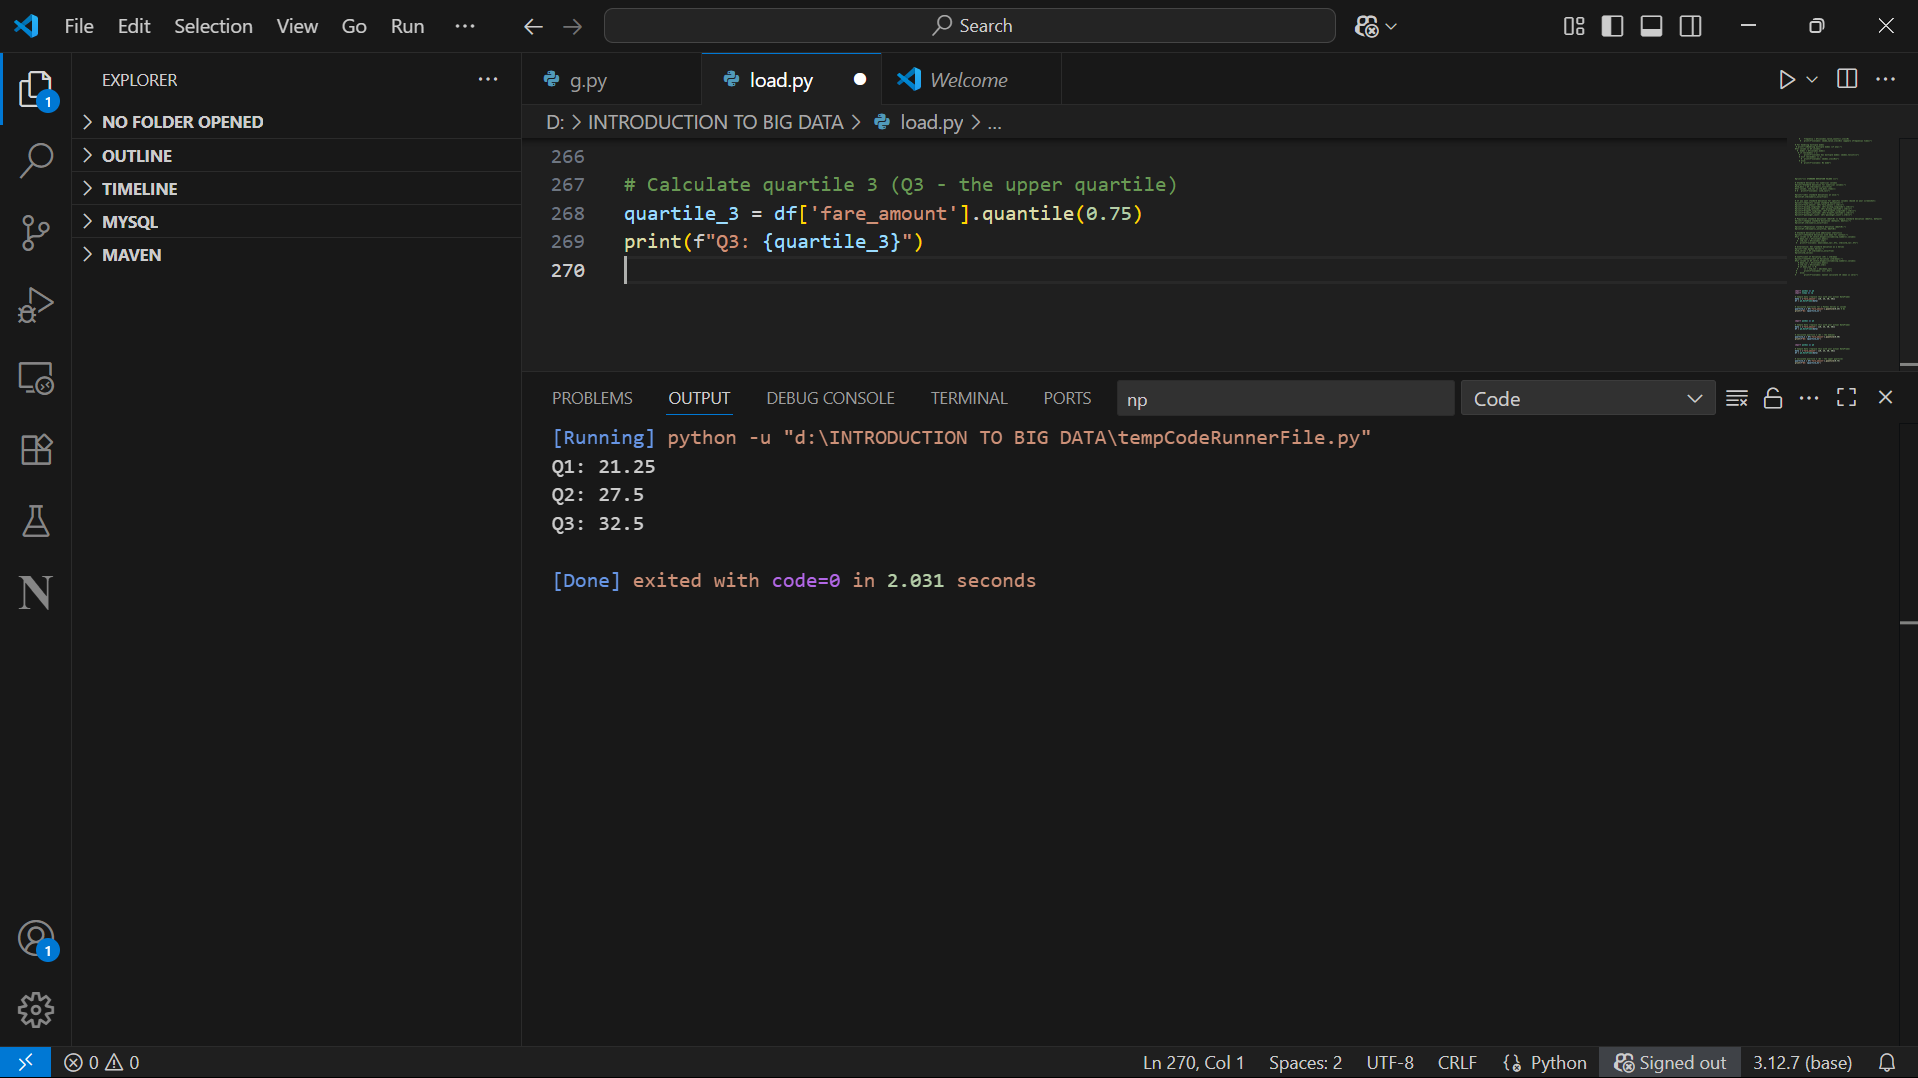 File Edit Selection View Go Run ··· Search
EXPLORER ···
g.py load.py Welcome
NO FOLDER OPENED
D: > INTRODUCTION TO BIG DATA > load.py > ...
OUTLINE
TIMELINE
MYSQL
MAVEN
266
267 # Calculate quartile 3 (Q3 - the upper quartile)
268 quartile_3 = df['fare_amount'].quantile(0.75)
269 print(f"Q3: {quartile_3}")
270
PROBLEMS OUTPUT DEBUG CONSOLE TERMINAL PORTS np Code
[Running] python -u "d:\INTRODUCTION TO BIG DATA\tempCodeRunnerFile.py"
Q1: 21.25
Q2: 27.5
Q3: 32.5
[Done] exited with code=0 in 2.031 seconds
1
N
1
0 0 Ln 270, Col 1 Spaces: 2 UTF-8 CRLF Python Signed out 3.12.7 (base)